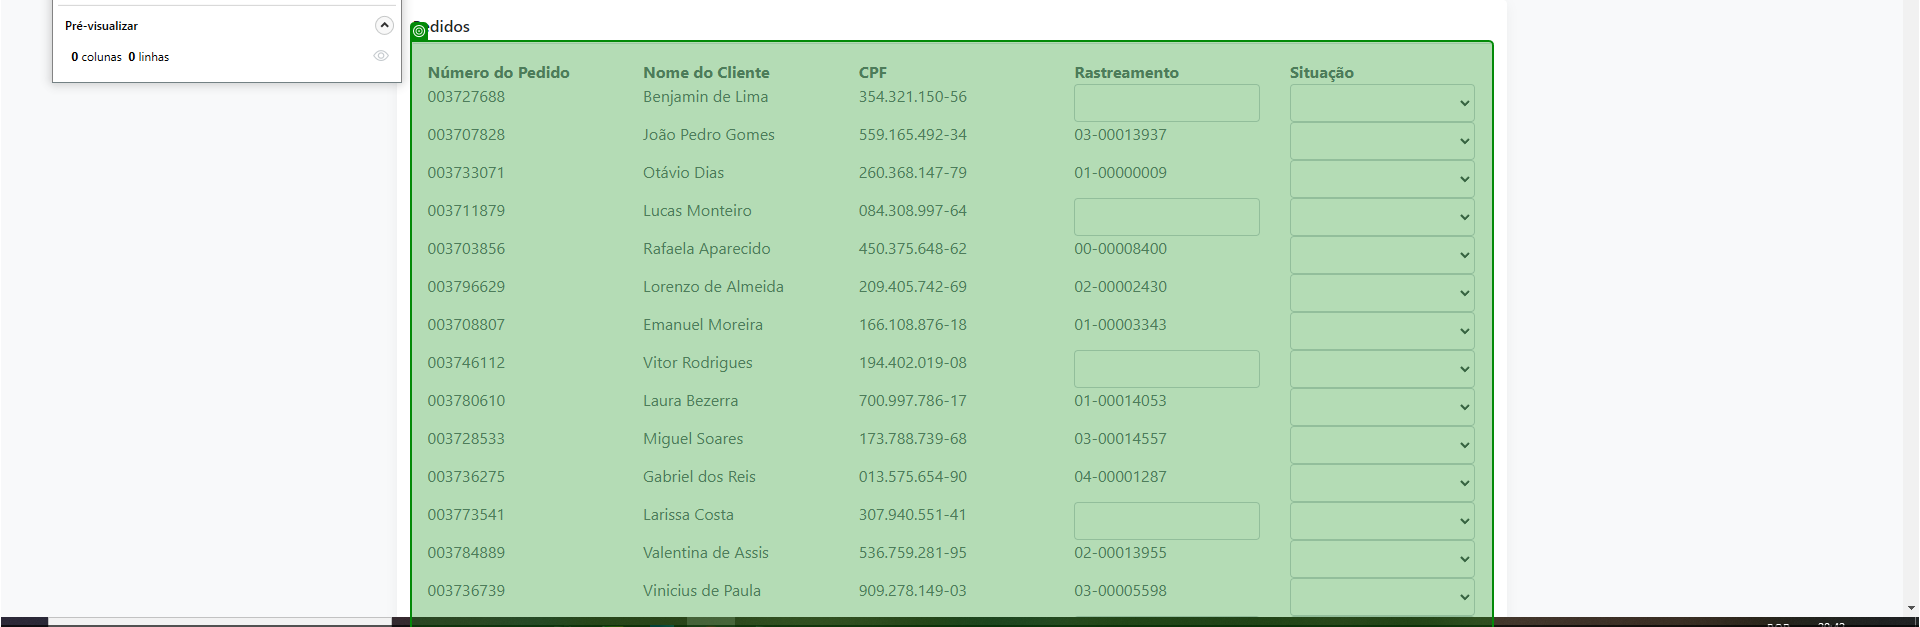 Pré-visualizar
0 colunas 0 linhas
edidos
Número do Pedido Nome do Cliente CPF Rastreamento Situação
003727688 Benjamin de Lima 354.321.150-56
003707828 João Pedro Gomes 559.165.492-34 03-00013937
003733071 Otávio Dias 260.368.147-79 01-00000009
003711879 Lucas Monteiro 084.308.997-64
003703856 Rafaela Aparecido 450.375.648-62 00-00008400
003796629 Lorenzo de Almeida 209.405.742-69 02-00002430
003708807 Emanuel Moreira 166.108.876-18 01-00003343
003746112 Vitor Rodrigues 194.402.019-08
003780610 Laura Bezerra 700.997.786-17 01-00014053
003728533 Miguel Soares 173.788.739-68 03-00014557
003736275 Gabriel dos Reis 013.575.654-90 04-00001287
003773541 Larissa Costa 307.940.551-41
003784889 Valentina de Assis 536.759.281-95 02-00013955
003736739 Vinicius de Paula 909.278.149-03 03-00005598